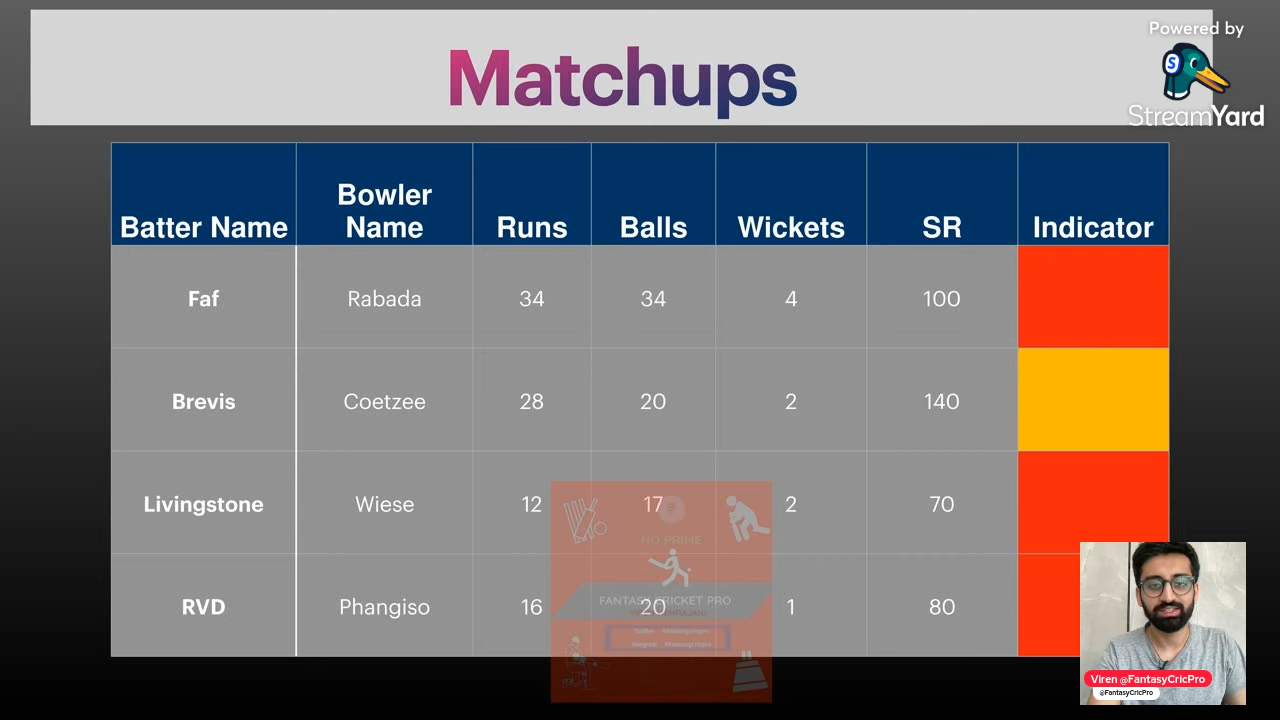 Powered by
StreamYard
Matchups
Batter Name Bowler Name Runs Balls Wickets SR Indicator
Faf Rabada 34 34 4 100
Brevis Coetzee 28 20 2 140
Livingstone Wiese 12 17 2 70
NO PRIME
FANTASY CRICKET PRO
RVD Phangiso 16 20 1 80
Viren @FantasyCricPro
@FantasyCricPro